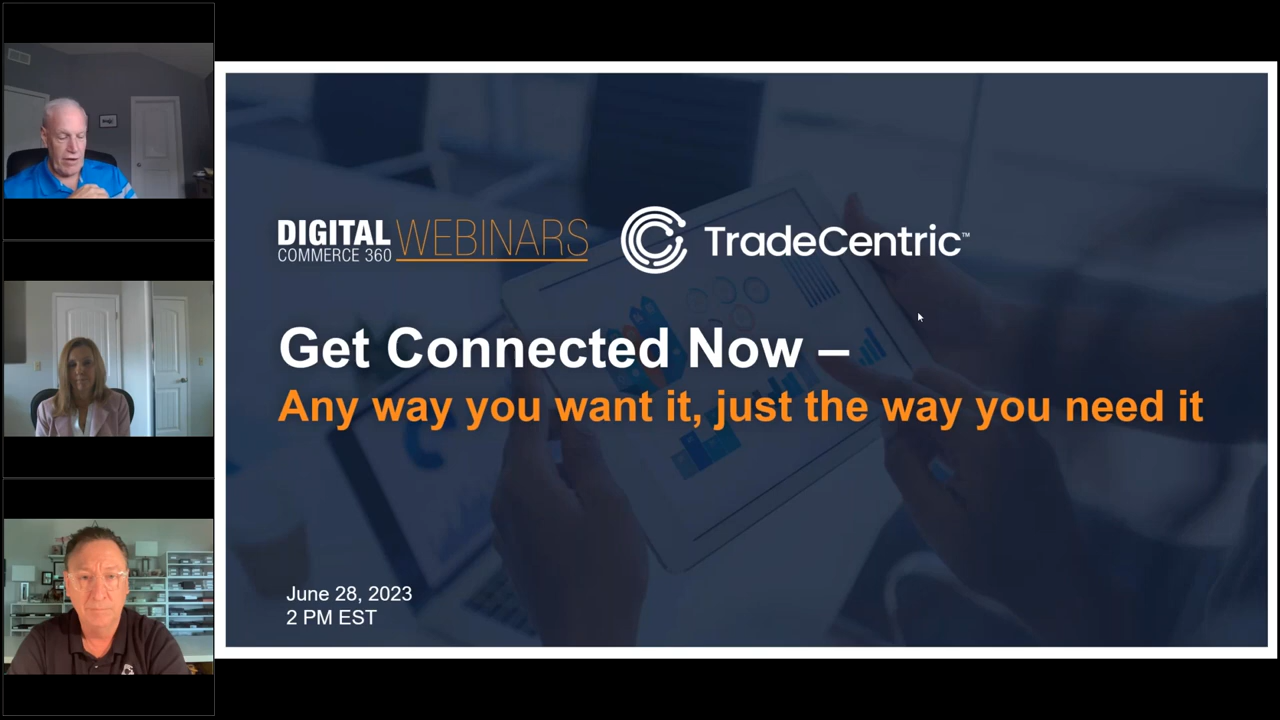 DIGITAL WEBINARS
COMMERCE 360
TradeCentric™
Get Connected Now –
Any way you want it, just the way you need it
June 28, 2023
2 PM EST